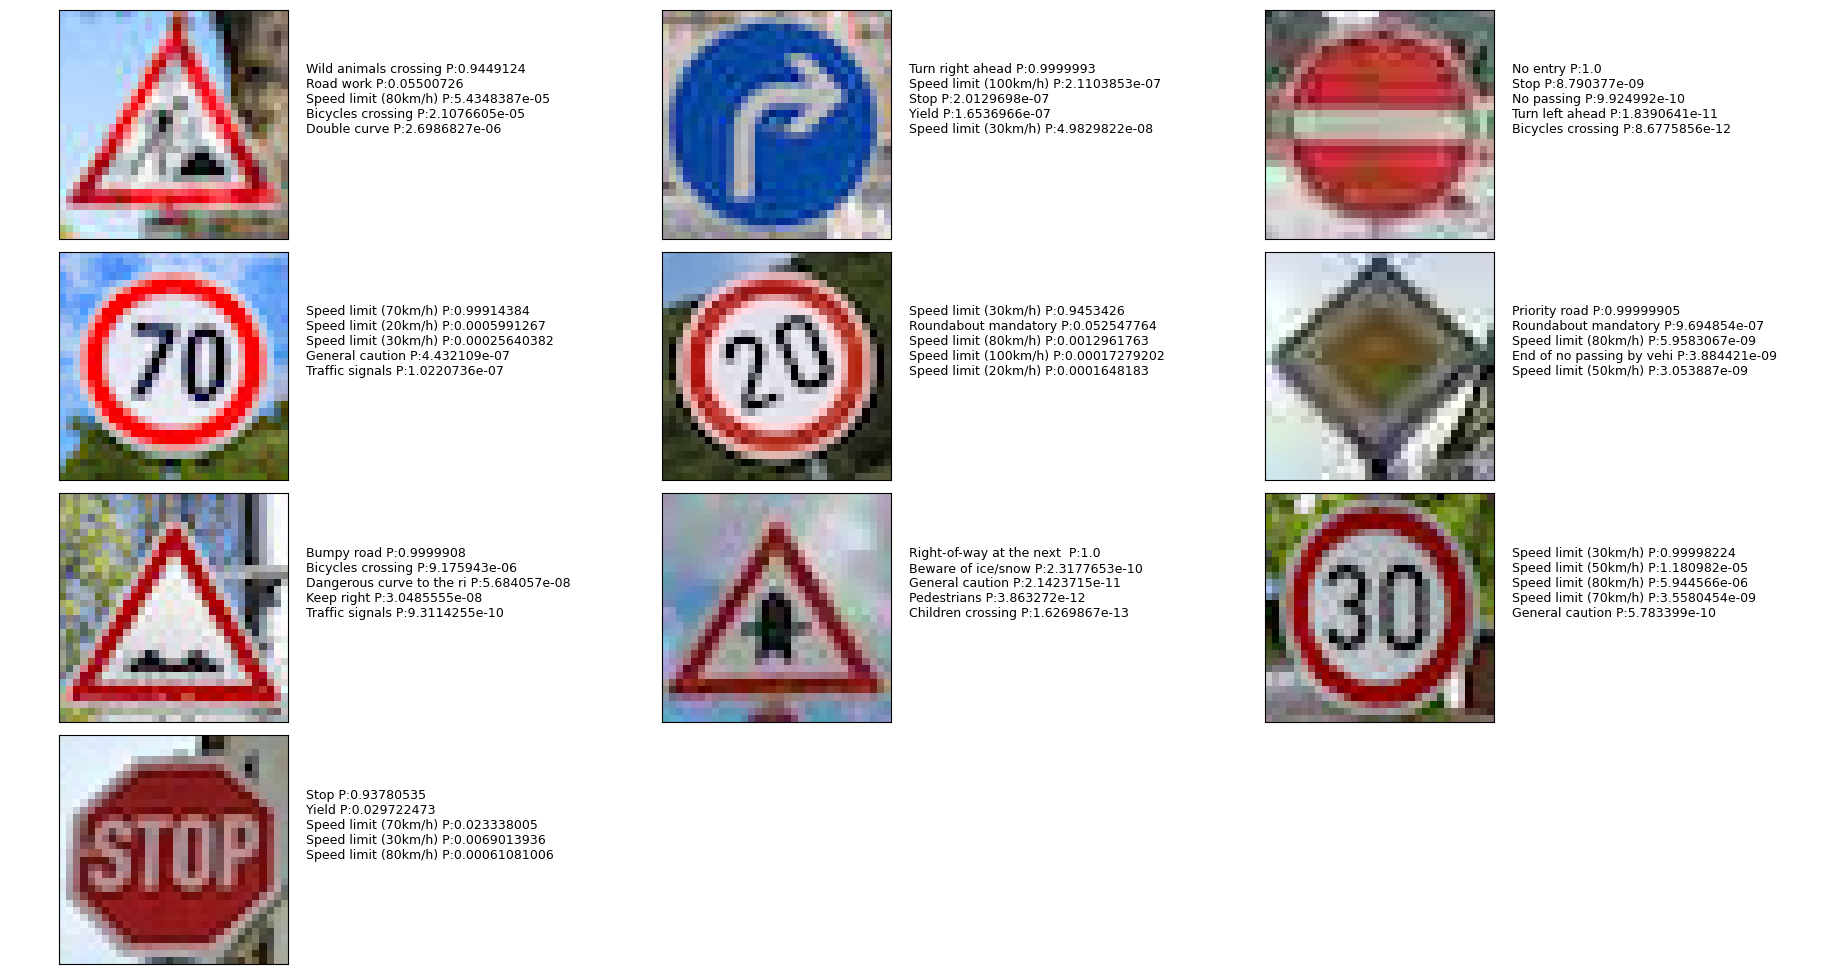 Wild animals crossing P:0.9449124
Road work P:0.05500726
Speed limit (80km/h) P:5.4348387e-05
Bicycles crossing P:2.1076605e-05
Double curve P:2.6986827e-06
Turn right ahead P:0.9999993
Speed limit (100km/h) P:2.1103853e-07
Stop P:2.0129698e-07
Yield P:1.6536966e-07
Speed limit (30km/h) P:4.9829822e-08
No entry P:1.0
Stop P:8.790377e-09
No passing P:9.924992e-10
Turn left ahead P:1.8390641e-11
Bicycles crossing P:8.6775856e-12
70
Speed limit (70km/h) P:0.99914384
Speed limit (20km/h) P:0.0005991267
Speed limit (30km/h) P:0.00025640382
General caution P:4.432109e-07
Traffic signals P:1.0220736e-07
20
Speed limit (30km/h) P:0.9453426
Roundabout mandatory P:0.052547764
Speed limit (80km/h) P:0.0012961763
Speed limit (100km/h) P:0.00017279202
Speed limit (20km/h) P:0.0001648183
Priority road P:0.99999905
Roundabout mandatory P:9.694854e-07
Speed limit (80km/h) P:5.9583067e-09
End of no passing by vehi P:3.884421e-09
Speed limit (50km/h) P:3.053887e-09
Bumpy road P:0.9999908
Bicycles crossing P:9.175943e-06
Dangerous curve to the ri P:5.684057e-08
Keep right P:3.0485555e-08
Traffic signals P:9.3114255e-10
Right-of-way at the next  P:1.0
Beware of ice/snow P:2.3177653e-10
General caution P:2.1423715e-11
Pedestrians P:3.863272e-12
Children crossing P:1.6269867e-13
30
Speed limit (30km/h) P:0.99998224
Speed limit (50km/h) P:1.180982e-05
Speed limit (80km/h) P:5.944566e-06
Speed limit (70km/h) P:3.5580454e-09
General caution P:5.783399e-10
STOP
Stop P:0.93780535
Yield P:0.029722473
Speed limit (70km/h) P:0.023338005
Speed limit (30km/h) P:0.0069013936
Speed limit (80km/h) P:0.00061081006